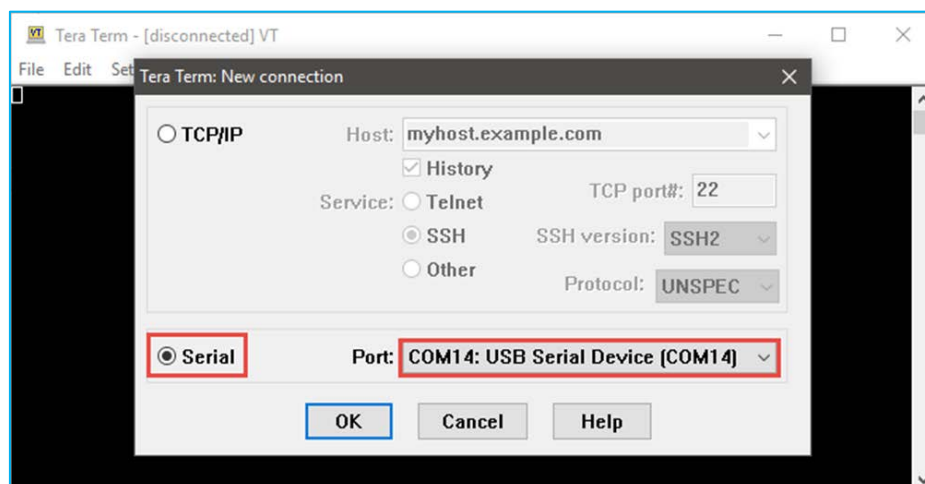 VT Tera Term - [disconnected] VT
File Edit Set
Tera Term: New connection
TCP/IP Host: myhost.example.com
History
Service: Telnet TCP port#: 22
SSH SSH version: SSH2
Other Protocol: UNSPEC
Serial Port: COM14: USB Serial Device (COM14)
OK Cancel Help